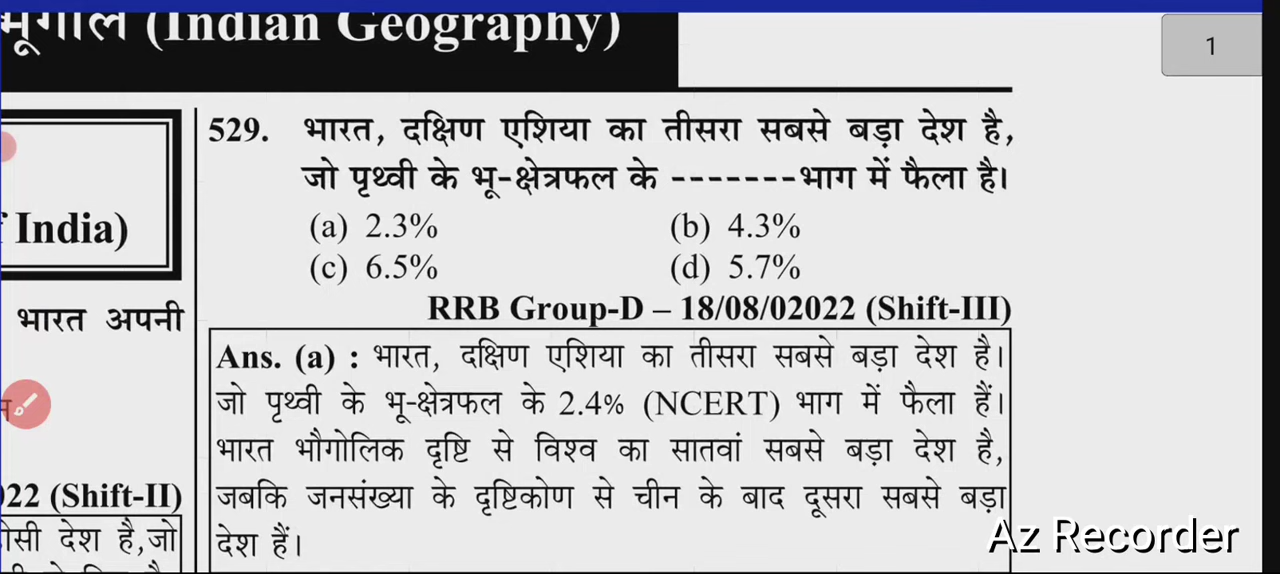 भूगोल (Indian Geography)
1
India)
भारत अपनी
22 (Shift-II)
देश है,जो
529. भारत, दक्षिण एशिया का तीसरा सबसे बड़ा देश है,
जो पृथ्वी के भू-क्षेत्रफल के -------भाग में फैला है।
(a) 2.3% (b) 4.3%
(c) 6.5% (d) 5.7%
RRB Group-D – 18/08/02022 (Shift-III)
Ans. (a) : भारत, दक्षिण एशिया का तीसरा सबसे बड़ा देश है।
जो पृथ्वी के भू-क्षेत्रफल के 2.4% (NCERT) भाग में फैला हैं।
भारत भौगोलिक दृष्टि से विश्व का सातवां सबसे बड़ा देश है,
जबकि जनसंख्या के दृष्टिकोण से चीन के बाद दूसरा सबसे बड़ा
देश हैं।
Az Recorder